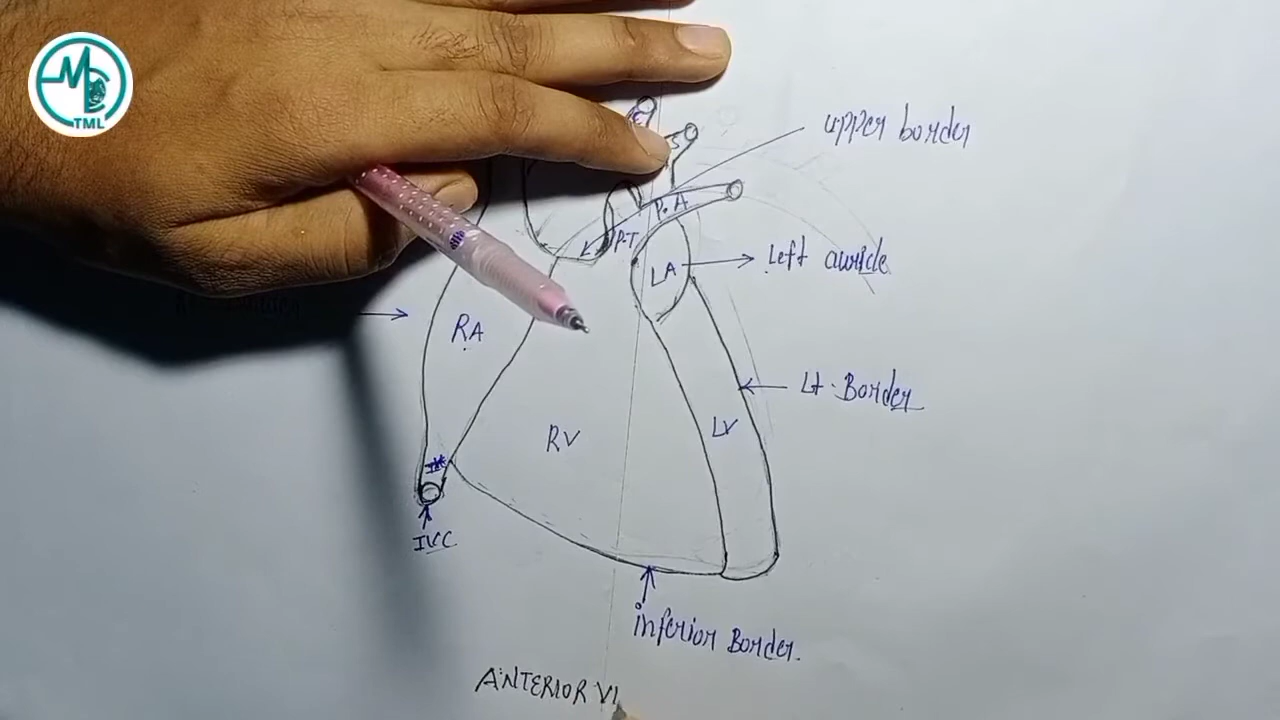 TML
upper border
P.A
P.T
LA
Left auricle
RA
Lt. Border
RV
LV
IVC
inferior Border.
ANTERIOR VI